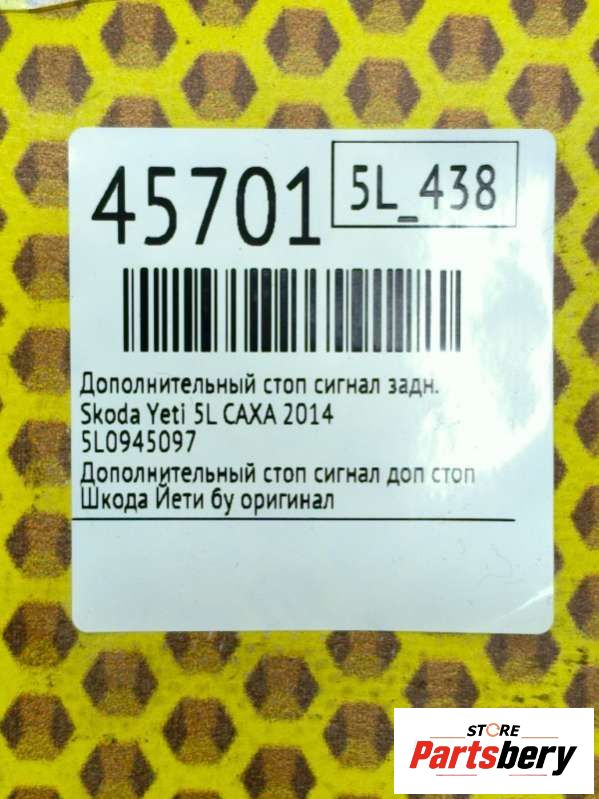 45701
5L_438
Дополнительный стоп сигнал задн.
Skoda Yeti 5L CAXA 2014
5L0945097
Дополнительный стоп сигнал доп стоп
Шкода Йети бу оригинал
STORE
Partsbery